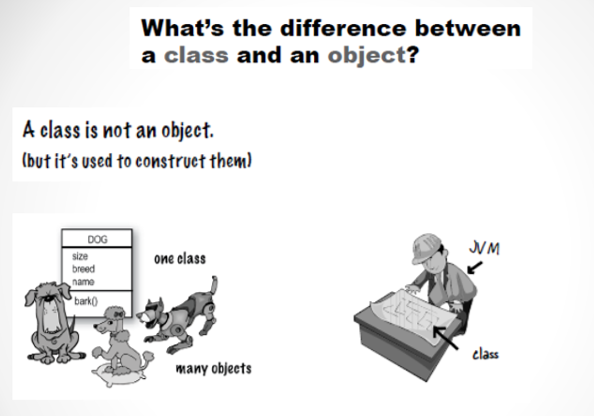 What's the difference between
a class and an object?
A class is not an object.
(but it's used to construct them)
DOG
size
breed
name
bark()
one class
many objects
JVM
class